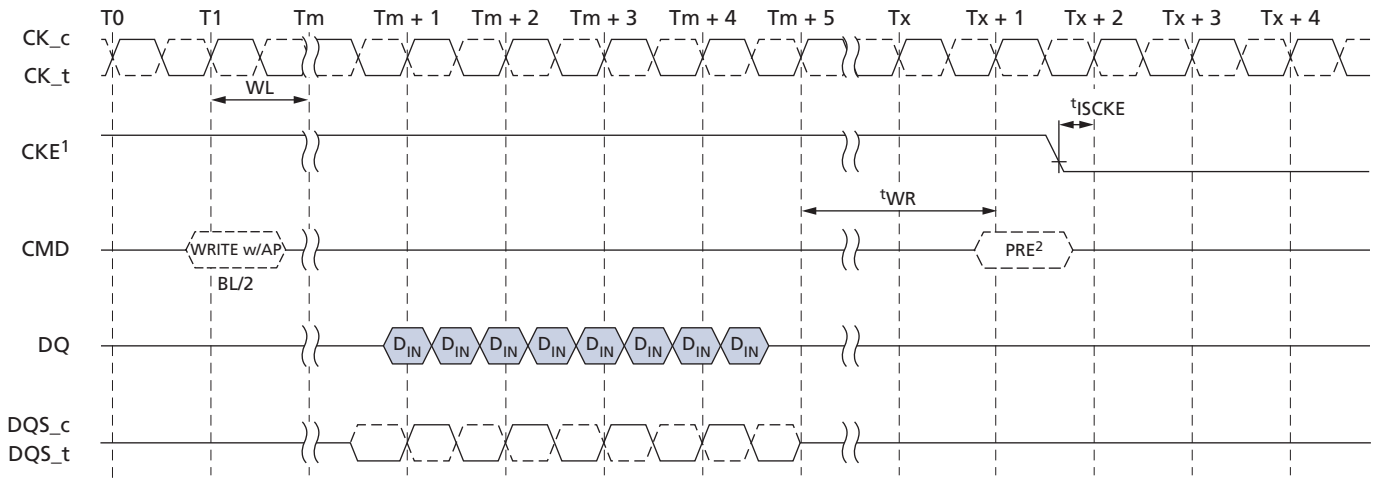 T0 T1 Tm Tm + 1 Tm + 2 Tm + 3 Tm + 4 Tm + 5 Tx Tx + 1 Tx + 2 Tx + 3 Tx + 4
CK_c
CK_t
WL
tISCKE
CKE1
tWR
CMD WRITE w/AP PRE2
BL/2
DQ DIN DIN DIN DIN DIN DIN DIN DIN
DQS_c
DQS_t